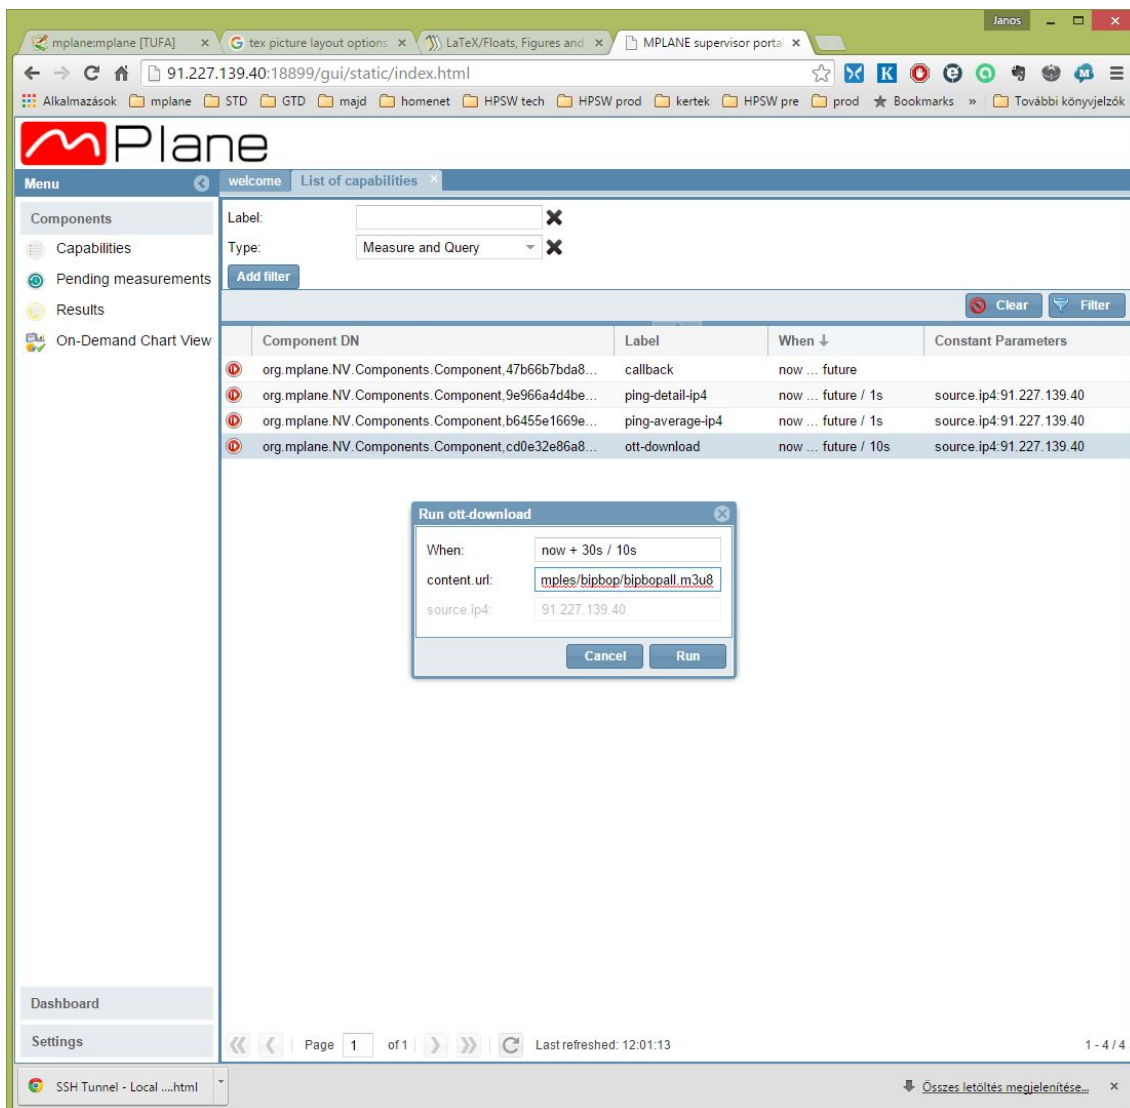 Janos
mplane:mplane [TUFA]
tex picture layout options
LaTeX/Floats, Figures and
MPLANE supervisor portal
91.227.139.40:18899/gui/static/index.html
Alkalmazások mplane STD GTD majd homenet HPSW tech HPSW prod kertek HPSW pre prod Bookmarks » További könyvjelzők
mPlane
Menu
welcome List of capabilities
Components
Capabilities
Pending measurements
Results
On-Demand Chart View
Label:
Type: Measure and Query
Add filter
Clear Filter
Component DN Label When ↓ Constant Parameters
org.mplane.NV.Components.Component,47b66b7bda8... callback now ... future
org.mplane.NV.Components.Component,9e966a4d4be... ping-detail-ip4 now ... future / 1s source.ip4:91.227.139.40
org.mplane.NV.Components.Component,b6455e1669e... ping-average-ip4 now ... future / 1s source.ip4:91.227.139.40
org.mplane.NV.Components.Component,cd0e32e86a8... ott-download now ... future / 10s source.ip4:91.227.139.40
Run ott-download
When: now + 30s / 10s
content.url: mples/bipbop/bipbopall.m3u8
source.ip4: 91.227.139.40
Cancel Run
Dashboard
Settings
Page 1 of 1 Last refreshed: 12:01:13 1 - 4 / 4
SSH Tunnel - Local ....html
Összes letöltés megjelenítése...